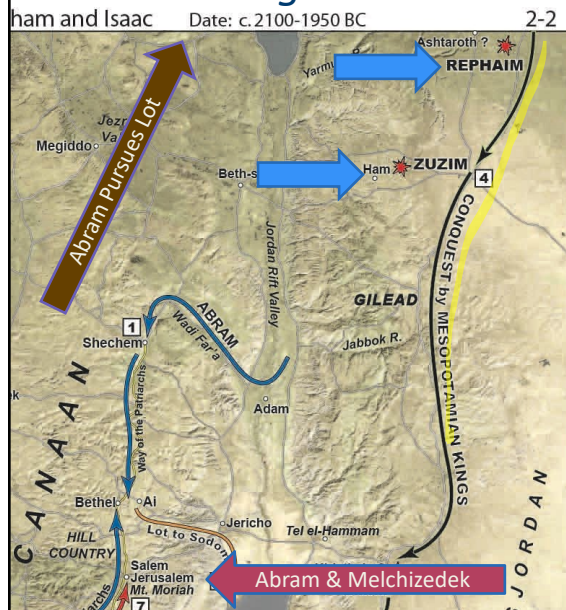 ham and Isaac Date: c.2100-1950 BC 2-2
Ashtaroth ?
REPHAIM
Abram Pursues Lot
Megiddo
Beth-s
Ham
ZUZIM
4
CONQUEST by MESOPOTAMIAN KINGS
Jordan Rift Valley
GILEAD
ABRAM
Wadi Far'a
1
Shechem
Jabbok R.
Adam
Way of the Patriarchs
CANAAN
Bethel
Ai
Jericho
Lot to Sodom
Tel el-Hammam
HILL
COUNTRY
Salem
Jerusalem
Mt. Moriah
7
Abram & Melchizedek
JORDAN